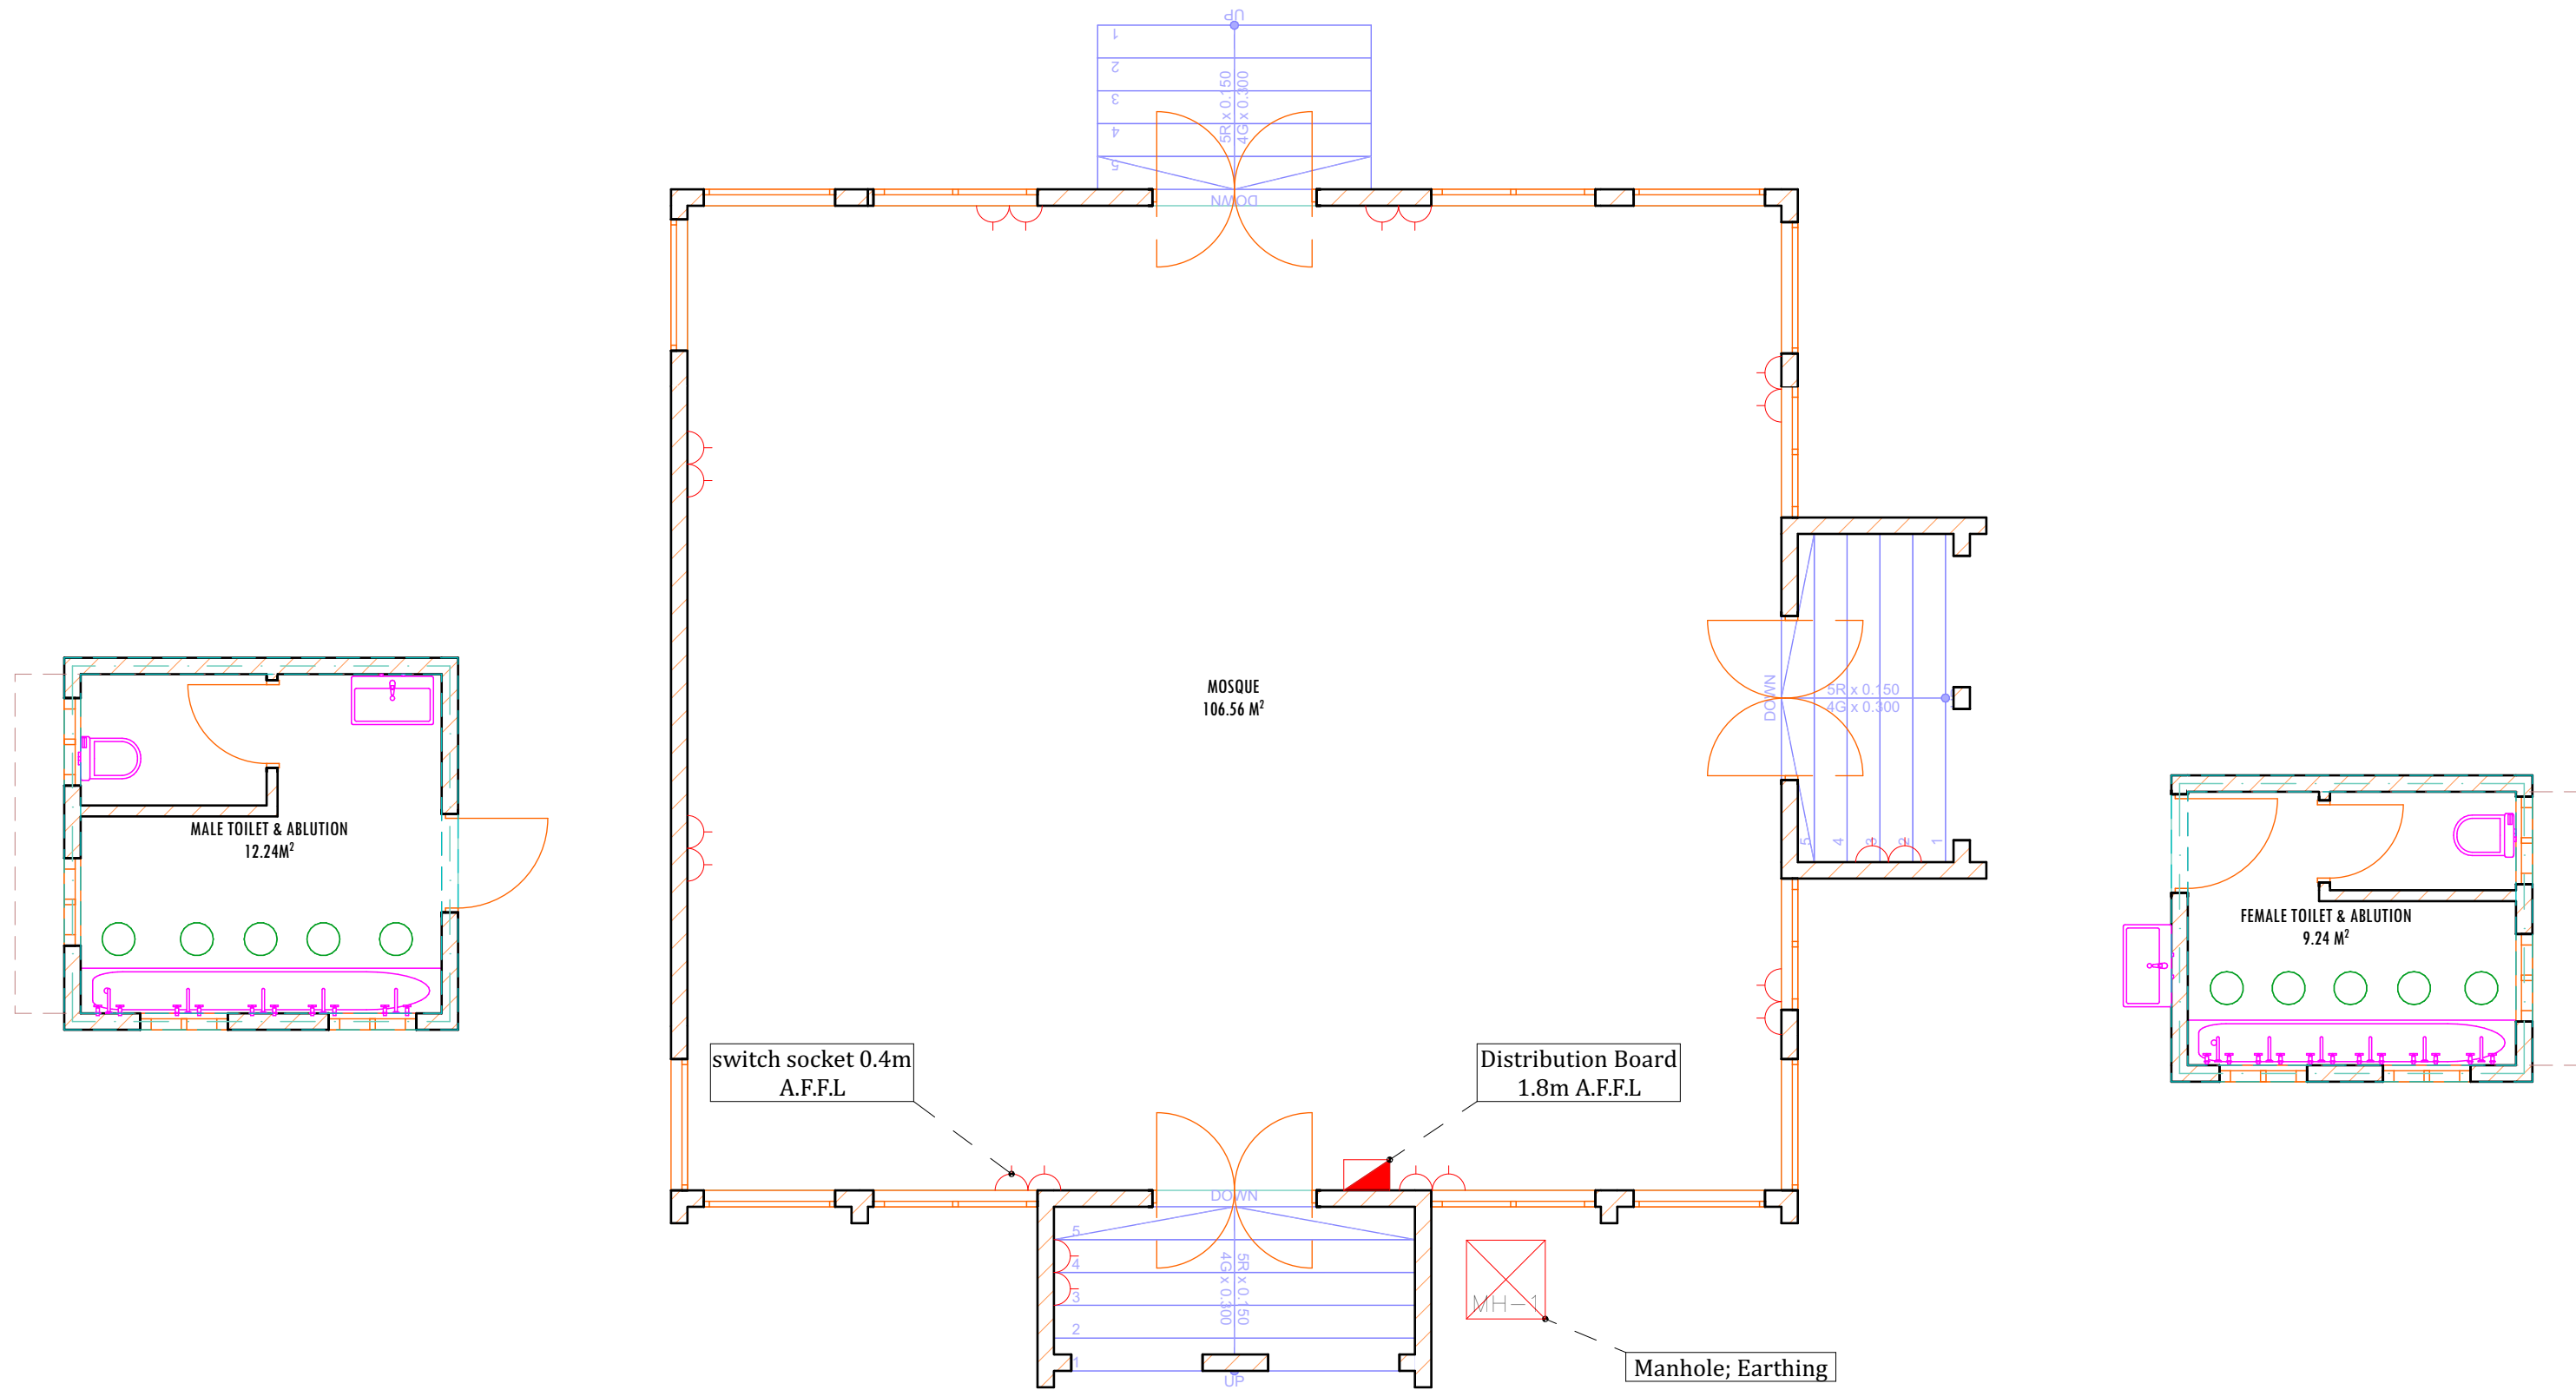 UP
1
2
3
4
5
5R x 0.150
4G x 0.300
DOWN
MOSQUE
106.56 M²
DOWN
5R x 0.150
4G x 0.300
5
4
3
2
1
MALE TOILET & ABLUTION
12.24M²
FEMALE TOILET & ABLUTION
9.24 M²
switch socket 0.4m
A.F.F.L
Distribution Board
1.8m A.F.F.L
DOWN
5
4
3
2
1
5R x 0.150
4G x 0.300
UP
MH-1
Manhole; Earthing